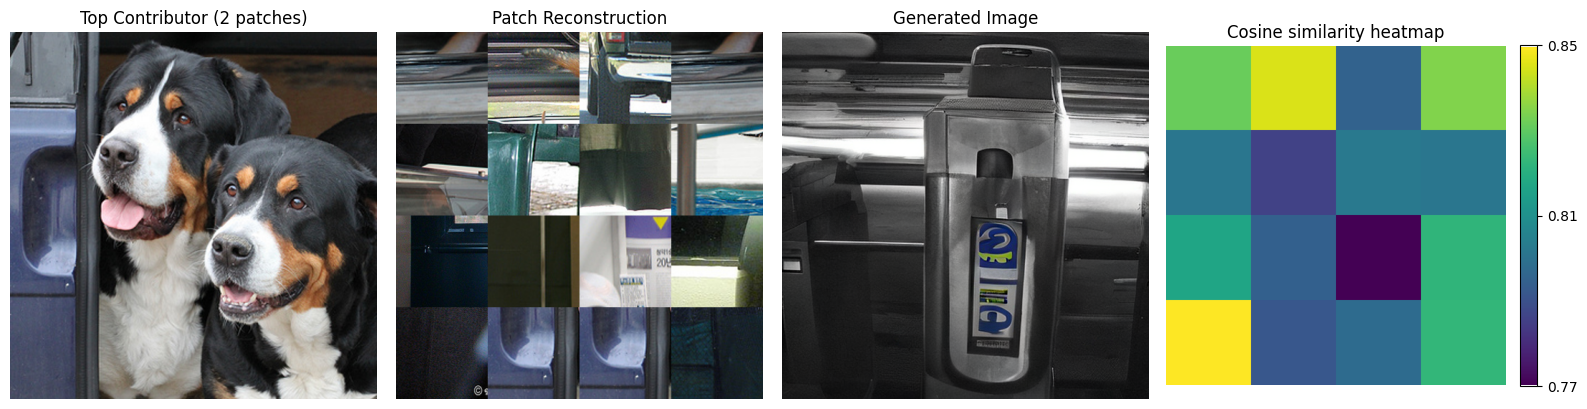 Top Contributor (2 patches)
Patch Reconstruction
Generated Image
Cosine similarity heatmap
0.85
0.81
0.77
©